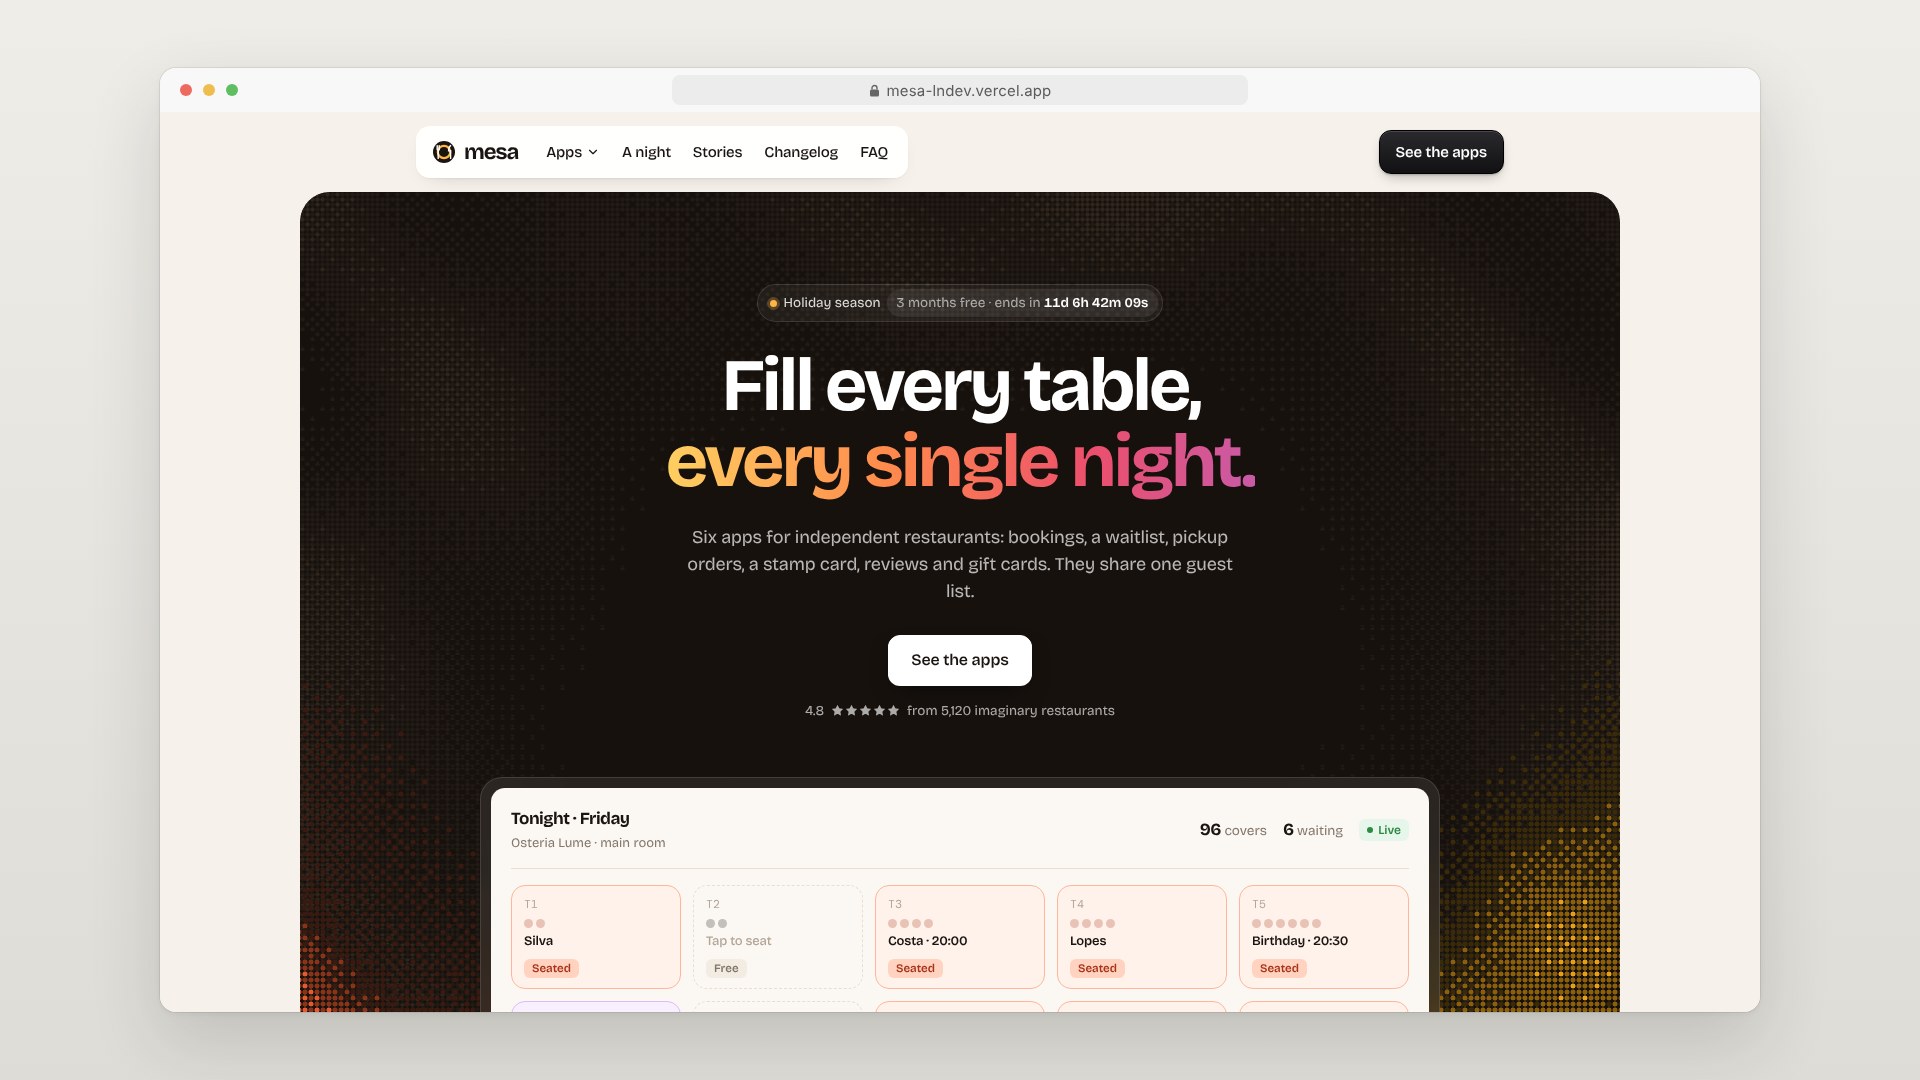 mesa-lndev.vercel.app
mesa Apps A night Stories Changelog FAQ See the apps
Holiday season 3 months free · ends in 11d 6h 42m 09s
Fill every table,
every single night.
Six apps for independent restaurants: bookings, a waitlist, pickup
orders, a stamp card, reviews and gift cards. They share one guest
list.
See the apps
4.8 ★★★★★ from 5,120 imaginary restaurants
Tonight · Friday
Osteria Lume · main room
96 covers 6 waiting Live
T1 T2 T3 T4 T5
Silva Tap to seat Costa · 20:00 Lopes Birthday · 20:30
Seated Free Seated Seated Seated